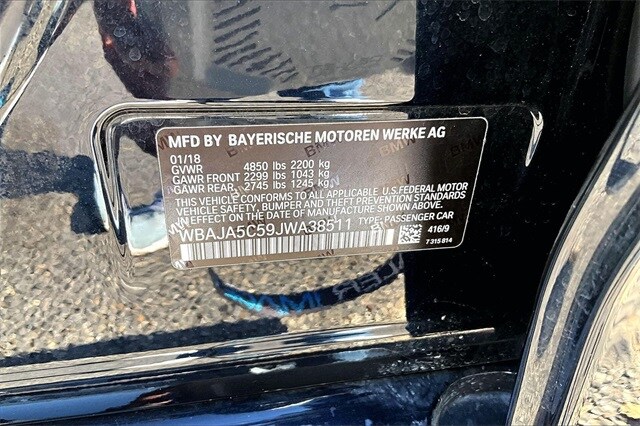 MFD BY BAYERISCHE MOTOREN WERKE AG
01/18
GVWR 4850 lbs 2200 kg
GAWR FRONT 2299 lbs 1043 kg
GAWR REAR 2745 lbs 1245 kg
THIS VEHICLE CONFORMS TO ALL APPLICABLE U.S.FEDERAL MOTOR
VEHICLE SAFETY, BUMPER AND THEFT PREVENTION STANDARDS
IN EFFECT ON THE DATE OF MANUFACTURE SHOWN ABOVE.
WBAJA5C59JWA38511 TYPE: PASSENGER CAR
416/9
7 315 814